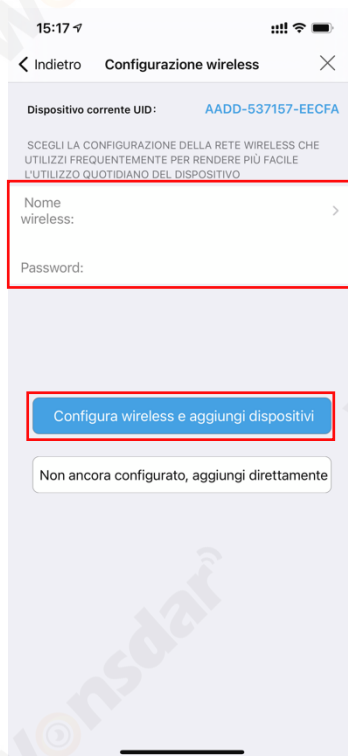 15:17
Indietro Configurazione wireless
Dispositivo corrente UID: AADD-537157-EECFA
SCEGLI LA CONFIGURAZIONE DELLA RETE WIRELESS CHE
UTILIZZI FREQUENTEMENTE PER RENDERE PIÙ FACILE
L'UTILIZZO QUOTIDIANO DEL DISPOSITIVO
Nome
wireless:
Password:
Configura wireless e aggiungi dispositivi
Non ancora configurato, aggiungi direttamente
Wonsdar